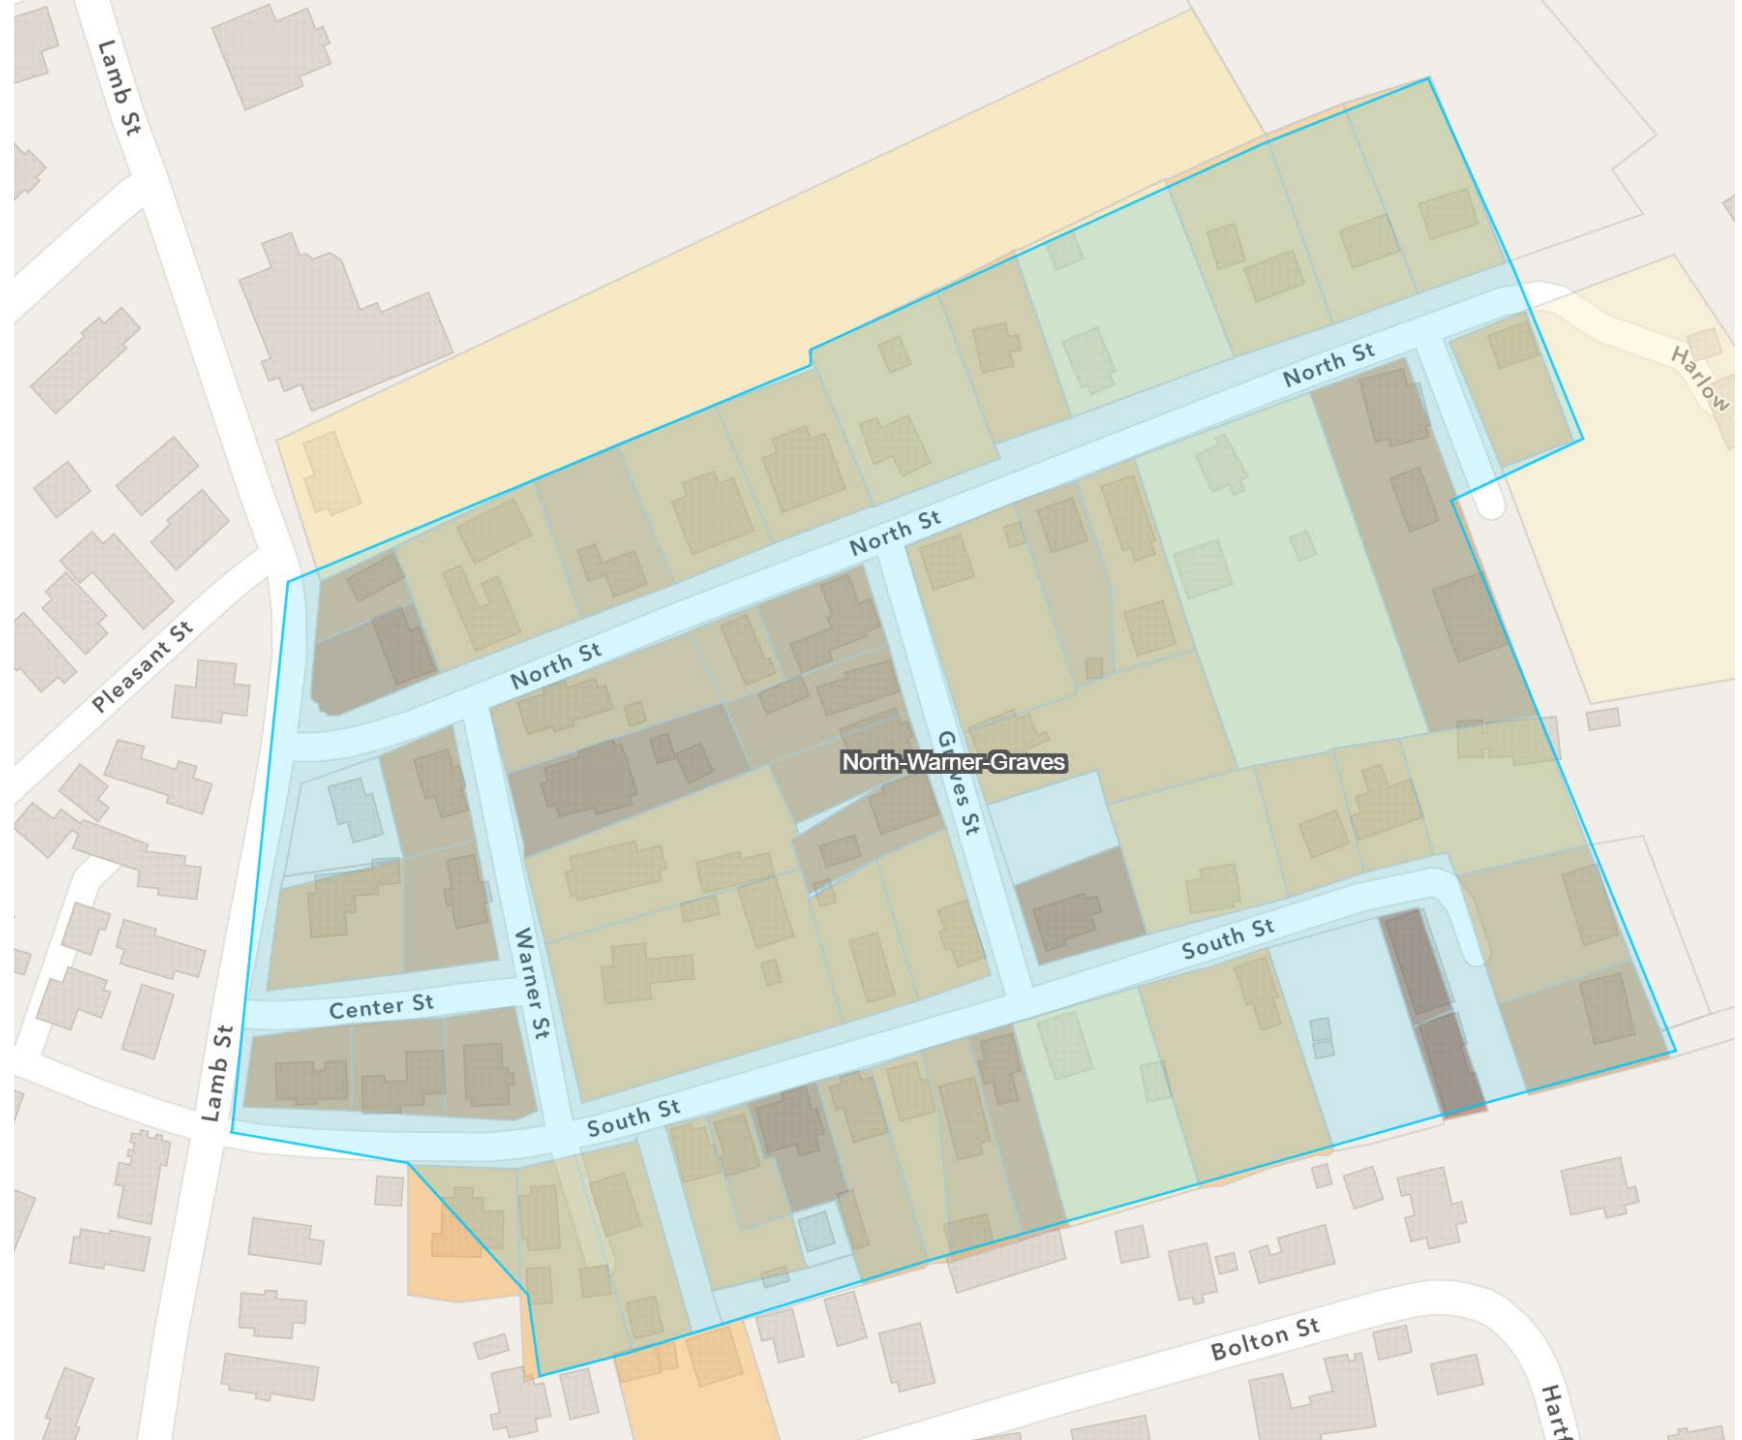 Lamb St
North St
Harlow
North St
Pleasant St
North St
Graves St
North-Warner-Graves
Warner St
South St
Center St
Lamb St
South St
Bolton St